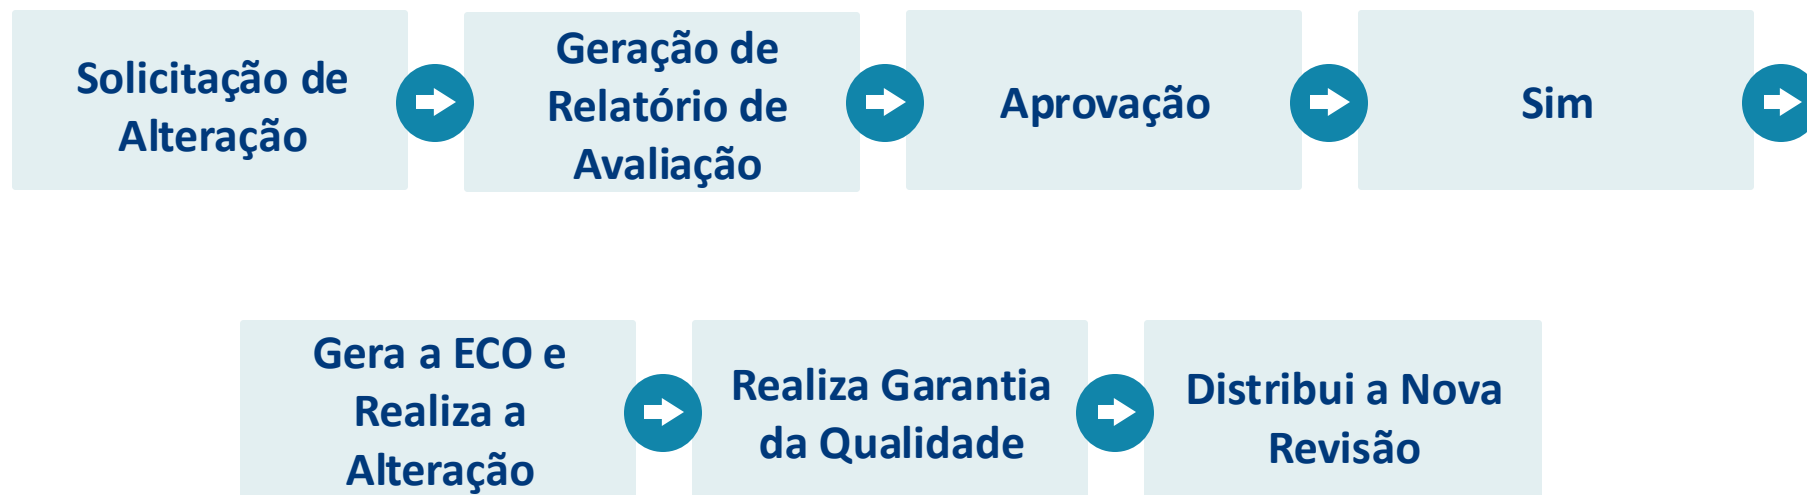 Solicitação de
Alteração
Geração de
Relatório de
Avaliação
Aprovação
Sim
Gera a ECO e
Realiza a
Alteração
Realiza Garantia
da Qualidade
Distribui a Nova
Revisão